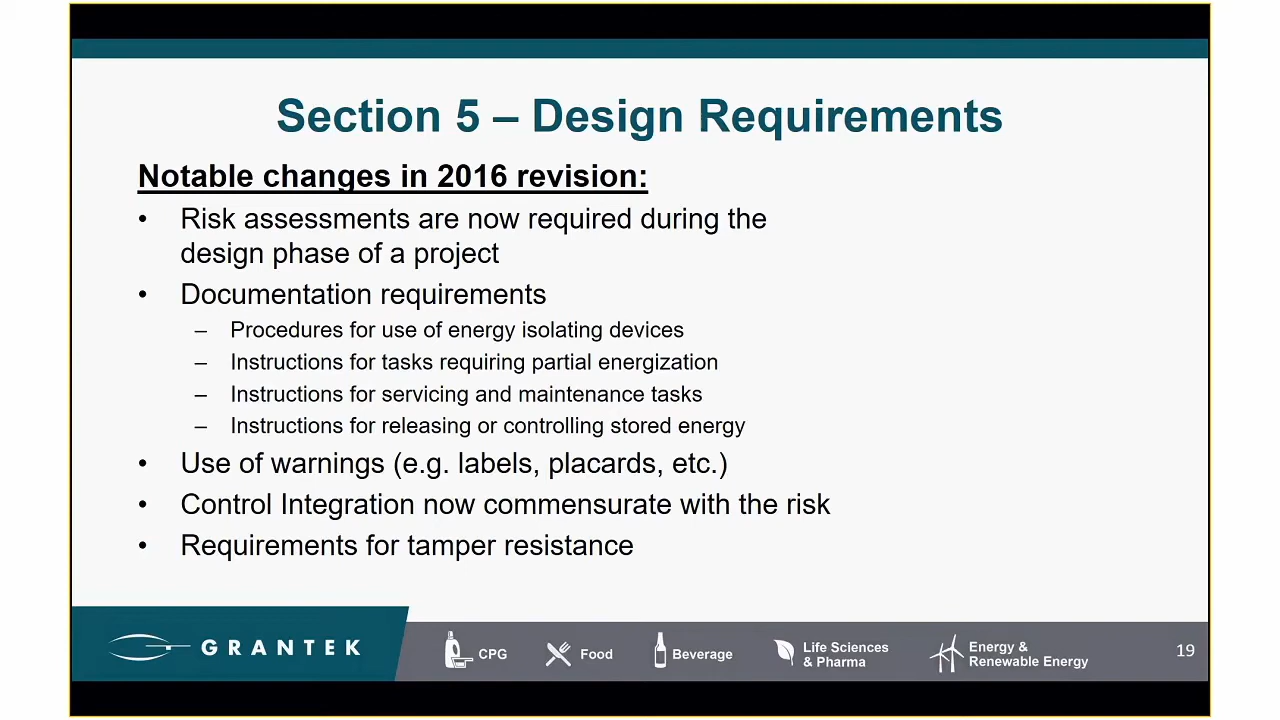 Section 5 – Design Requirements
Notable changes in 2016 revision:
• Risk assessments are now required during the
design phase of a project
• Documentation requirements
– Procedures for use of energy isolating devices
– Instructions for tasks requiring partial energization
– Instructions for servicing and maintenance tasks
– Instructions for releasing or controlling stored energy
• Use of warnings (e.g. labels, placards, etc.)
• Control Integration now commensurate with the risk
• Requirements for tamper resistance
GRANTEK
CPG
Food
Beverage
Life Sciences
& Pharma
Energy &
Renewable Energy
19